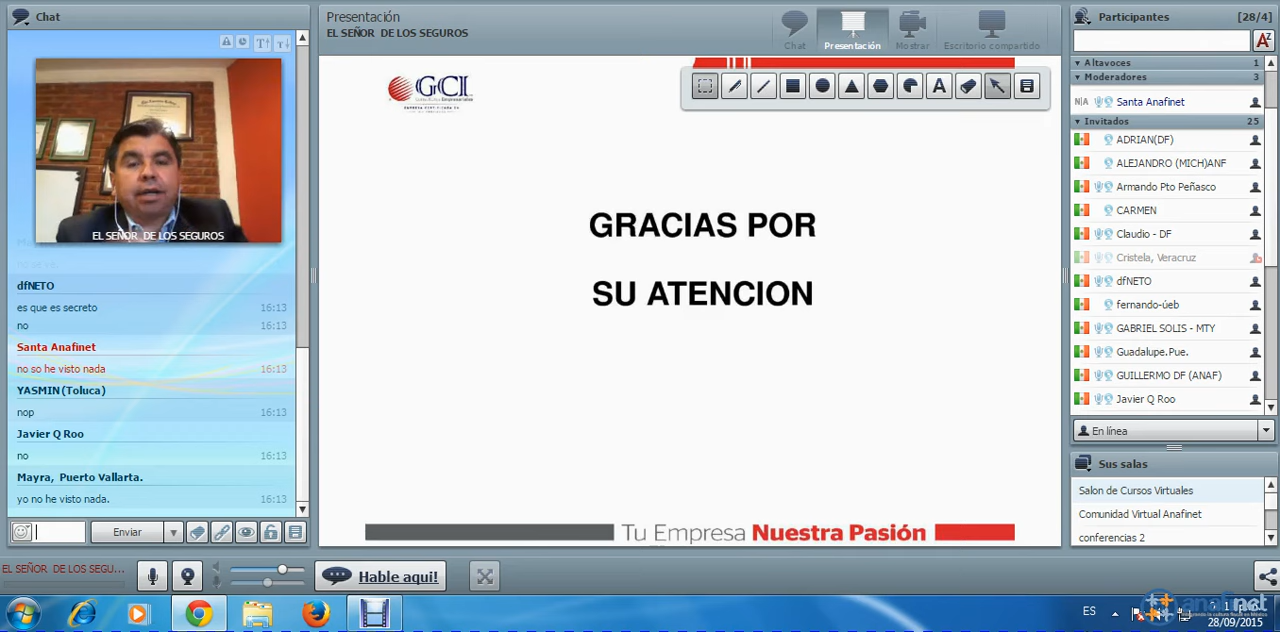 Chat
EL SEÑOR DE LOS SEGUROS
dfNETO
es que es secreto 16:13
no 16:13
Santa Anafinet
no so he visto nada 16:13
YASMIN(Toluca)
nop 16:13
Javier Q Roo
no 16:13
Mayra, Puerto Vallarta.
yo no he visto nada. 16:13
Enviar
Presentación
EL SEÑOR DE LOS SEGUROS
Chat
Presentación
Mostrar
Escritorio compartido
GCI
GRACIAS POR
SU ATENCION
Tu Empresa Nuestra Pasión
Participantes [28/4]
Altavoces 1
Moderadores 3
N/A Santa Anafinet
Invitados 25
ADRIAN(DF)
ALEJANDRO (MICH)ANF
Armando Pto Peñasco
CARMEN
Claudio - DF
Cristela, Veracruz
dfNETO
fernando-úeb
GABRIEL SOLIS - MTY
Guadalupe.Pue.
GUILLERMO DF (ANAF)
Javier Q Roo
En línea
Sus salas
Salon de Cursos Virtuales
Comunidad Virtual Anafinet
conferencias 2
EL SEÑOR DE LOS SEGU...
Hable aqui!
ES
anafinet
28/09/2015